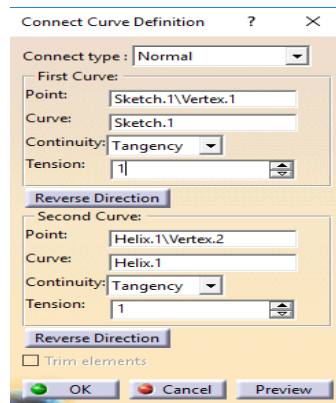 Connect Curve Definition ? ×
Connect type : Normal
First Curve:
Point: Sketch.1\Vertex.1
Curve: Sketch.1
Continuity: Tangency
Tension: 1
Reverse Direction
Second Curve:
Point: Helix.1\Vertex.2
Curve: Helix.1
Continuity: Tangency
Tension: 1
Reverse Direction
Trim elements
OK Cancel Preview